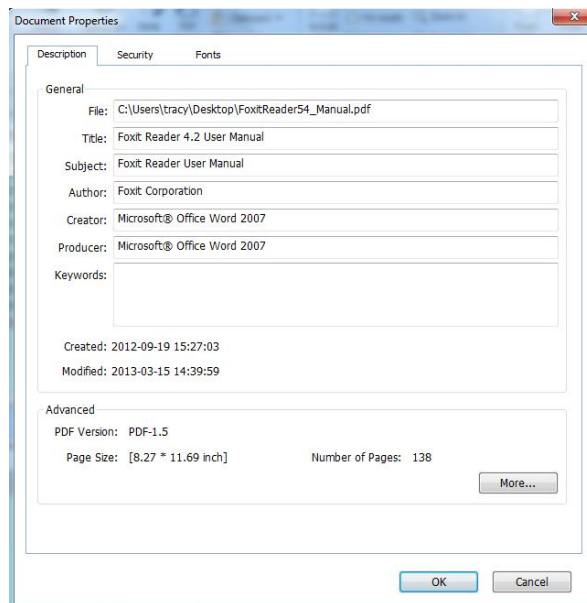 Document Properties
Description Security Fonts
General
File: C:\Users\tracy\Desktop\FoxitReader54_Manual.pdf
Title: Foxit Reader 4.2 User Manual
Subject: Foxit Reader User Manual
Author: Foxit Corporation
Creator: Microsoft® Office Word 2007
Producer: Microsoft® Office Word 2007
Keywords:
Created: 2012-09-19 15:27:03
Modified: 2013-03-15 14:39:59
Advanced
PDF Version: PDF-1.5
Page Size: [8.27 * 11.69 inch] Number of Pages: 138
More...
OK Cancel